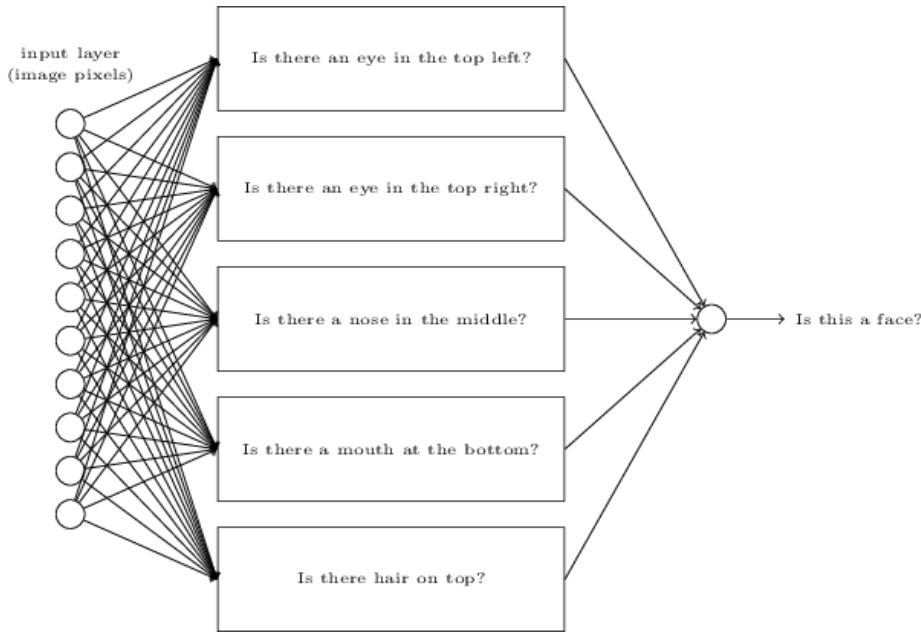 input layer
(image pixels)
Is there an eye in the top left?
Is there an eye in the top right?
Is there a nose in the middle?
Is there a mouth at the bottom?
Is there hair on top?
Is this a face?